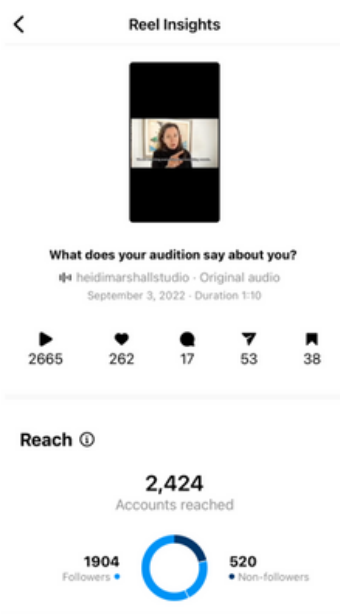 Reel Insights
What does your audition say about you?
heidimarshallstudio · Original audio
September 3, 2022 · Duration 1:10
2665 262 17 53 38
Reach
2,424
Accounts reached
1904 520
Followers Non-followers